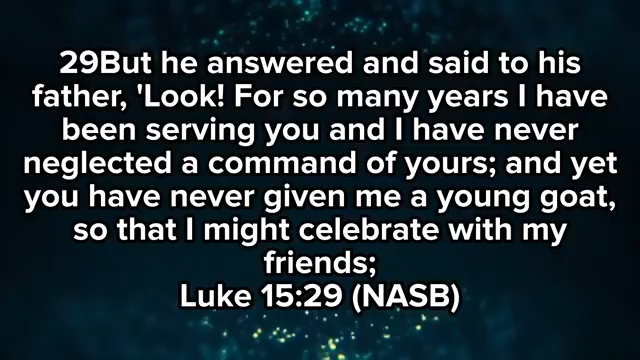 29But he answered and said to his
father, 'Look! For so many years I have
been serving you and I have never
neglected a command of yours; and yet
you have never given me a young goat,
so that I might celebrate with my
friends;
Luke 15:29 (NASB)